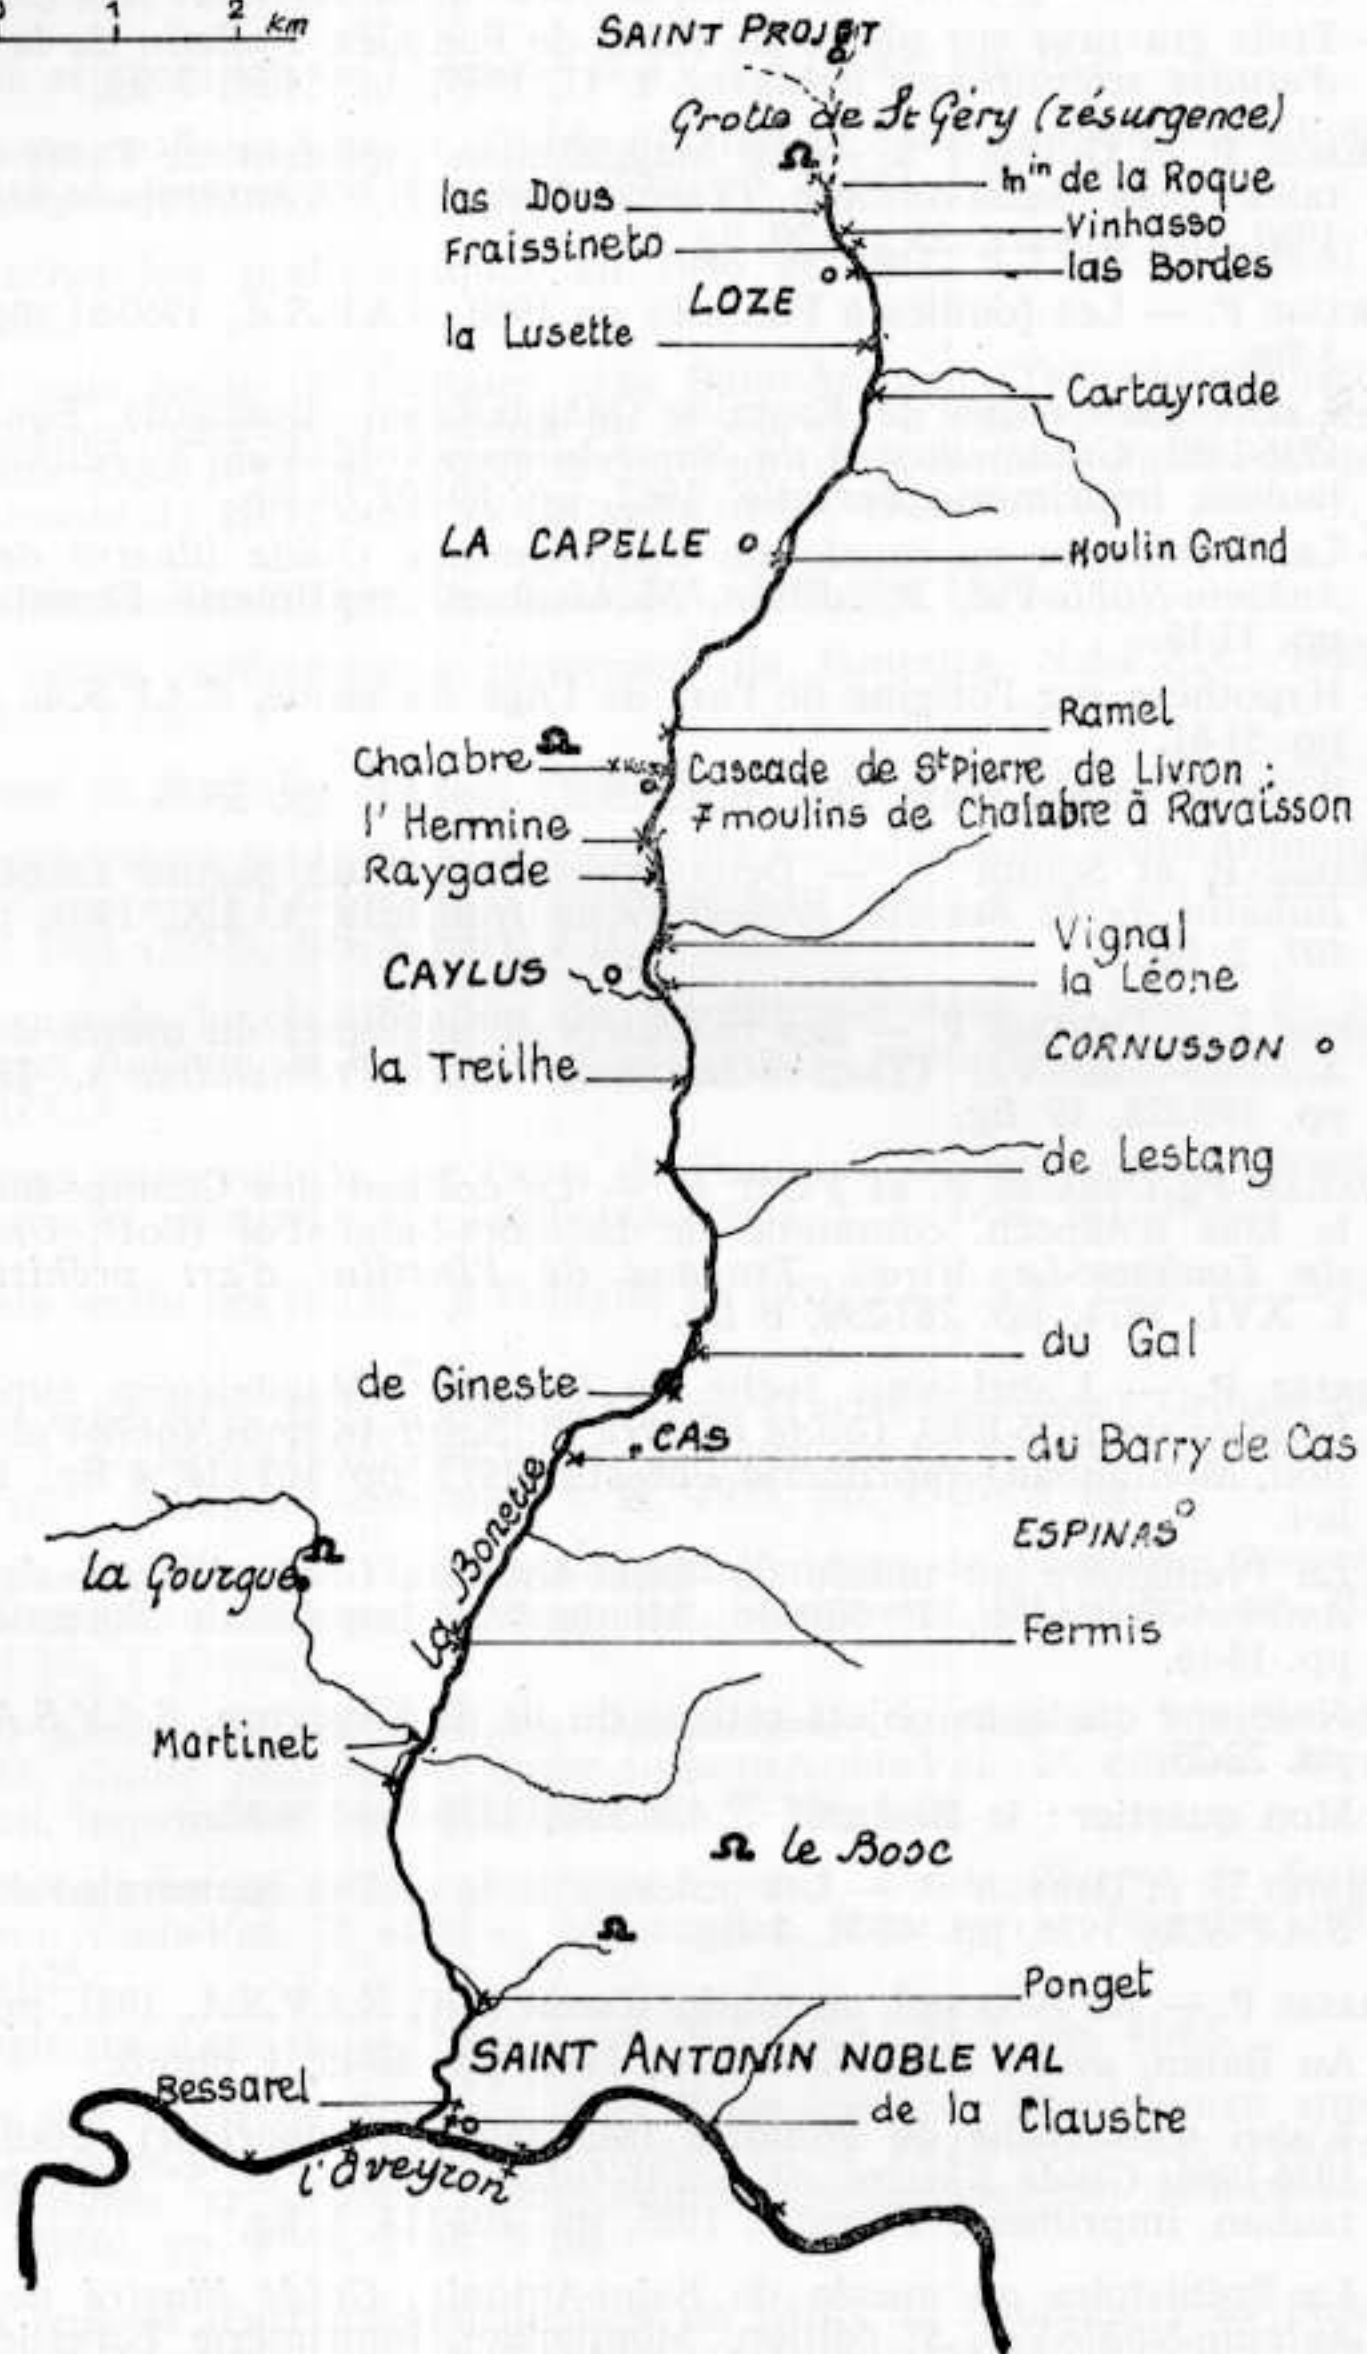 0 1 2 km
SAINT PROJET
Grotte de St Géry (résurgence)
mⁱⁿ de la Roque
las Dous
Vinhasso
Fraissineto
las Bordes
LOZE
la Lusette
Cartayrade
LA CAPELLE
Moulin Grand
Ramel
Chalabre
Cascade de Sᵗ Pierre de Livron :
7 moulins de Chalabre à Ravaisson
l'Hermine
Raygade
Vignal
CAYLUS
la Léone
CORNUSSON
la Treilhe
de Lestang
du Gal
de Gineste
CAS
du Barry de Cas
La Bonette
ESPINAS
La Gourgue
Fermis
Martinet
Le Bosc
Ponget
SAINT ANTONIN NOBLE VAL
Bessarel
de la Claustre
l'Aveyron